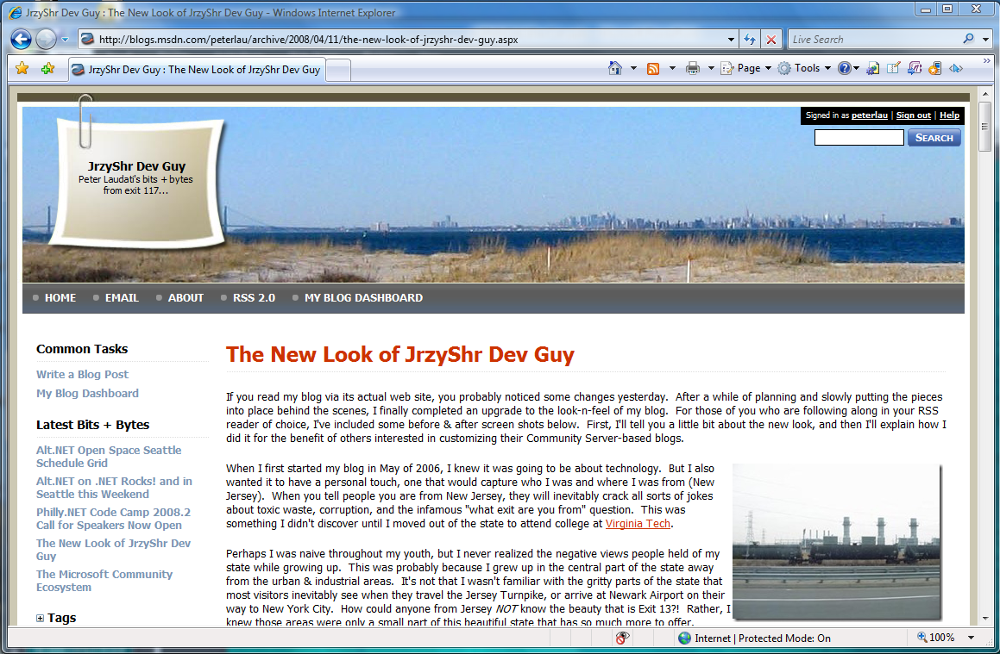 JrzyShr Dev Guy : The New Look of JrzyShr Dev Guy - Windows Internet Explorer
http://blogs.msdn.com/peterlau/archive/2008/04/11/the-new-look-of-jrzyshr-dev-guy.aspx
Live Search
JrzyShr Dev Guy : The New Look of JrzyShr Dev Guy
Page
Tools
Signed in as peterlau | Sign out | Help
SEARCH
JrzyShr Dev Guy
Peter Laudati's bits + bytes
from exit 117...
HOME
EMAIL
ABOUT
RSS 2.0
MY BLOG DASHBOARD
Common Tasks
Write a Blog Post
My Blog Dashboard
Latest Bits + Bytes
Alt.NET Open Space Seattle
Schedule Grid
Alt.NET on .NET Rocks! and in
Seattle this Weekend
Philly.NET Code Camp 2008.2
Call for Speakers Now Open
The New Look of JrzyShr Dev
Guy
The Microsoft Community
Ecosystem
Tags
The New Look of JrzyShr Dev Guy
If you read my blog via its actual web site, you probably noticed some changes yesterday.  After a while of planning and slowly putting the pieces
into place behind the scenes, I finally completed an upgrade to the look-n-feel of my blog.  For those of you who are following along in your RSS
reader of choice, I've included some before & after screen shots below.  First, I'll tell you a little bit about the new look, and then I'll explain how I
did it for the benefit of others interested in customizing their Community Server-based blogs.
When I first started my blog in May of 2006, I knew it was going to be about technology.  But I also
wanted it to have a personal touch, one that would capture who I was and where I was from (New
Jersey).  When you tell people you are from New Jersey, they will inevitably crack all sorts of jokes
about toxic waste, corruption, and the infamous "what exit are you from" question.  This was
something I didn't discover until I moved out of the state to attend college at Virginia Tech.
Perhaps I was naive throughout my youth, but I never realized the negative views people held of my
state while growing up.  This was probably because I grew up in the central part of the state away
from the urban & industrial areas.  It's not that I wasn't familiar with the gritty parts of the state that
most visitors inevitably see when they travel the Jersey Turnpike, or arrive at Newark Airport on their
way to New York City.  How could anyone from Jersey NOT know the beauty that is Exit 13?!  Rather, I
knew those areas were only a small part of this beautiful state that has so much more to offer.
Internet | Protected Mode: On
100%